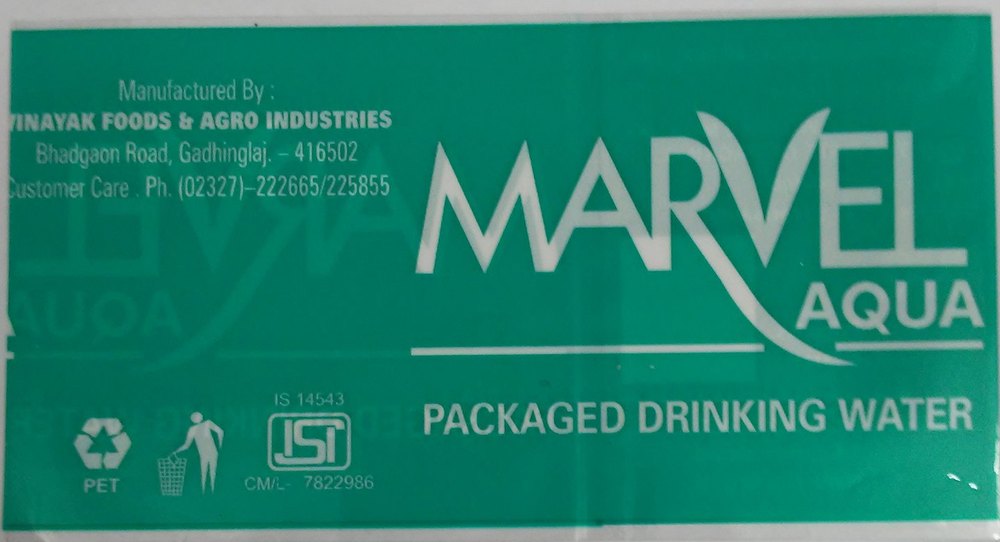 Manufactured By :
VINAYAK FOODS & AGRO INDUSTRIES
Bhadgaon Road, Gadhinglaj. – 416502
Customer Care . Ph. (02327)–222665/225855
MARVEL
AQUA
PACKAGED DRINKING WATER
PET
IS 14543
ISI
CM/L- 7822986